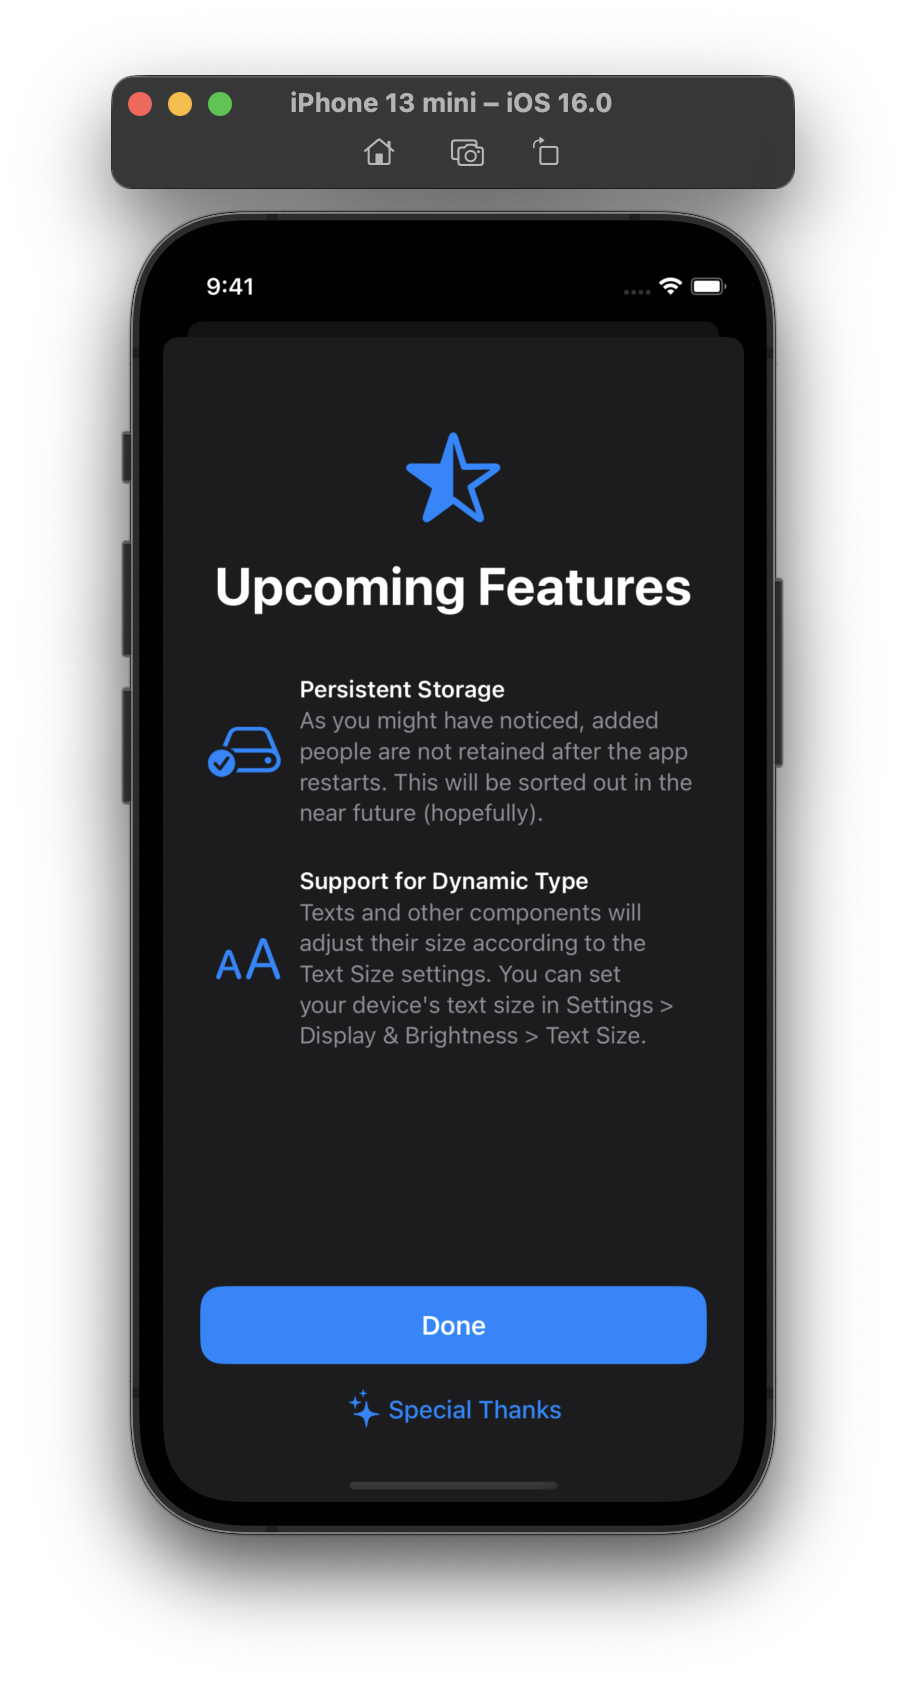 iPhone 13 mini – iOS 16.0
9:41
Upcoming Features
Persistent Storage
As you might have noticed, added
people are not retained after the app
restarts. This will be sorted out in the
near future (hopefully).
Support for Dynamic Type
Texts and other components will
adjust their size according to the
Text Size settings. You can set
your device's text size in Settings >
Display & Brightness > Text Size.
Done
Special Thanks